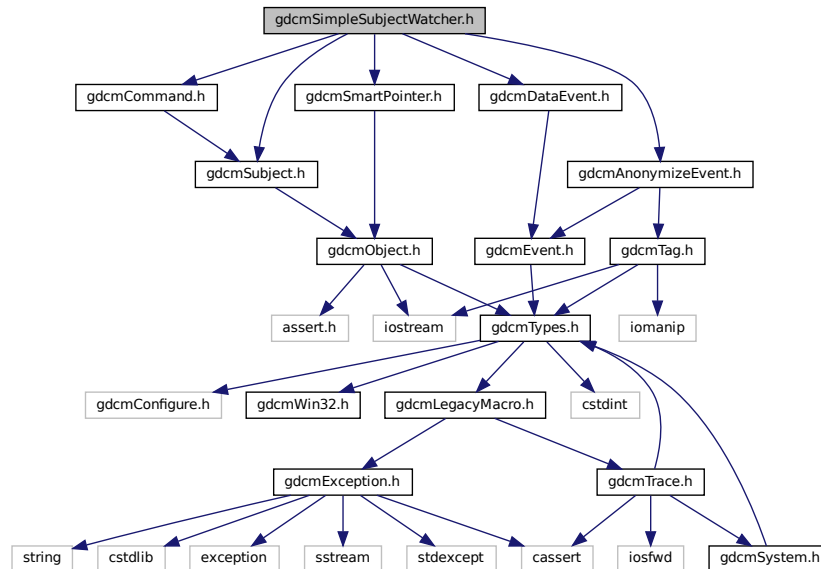 gdcmSimpleSubjectWatcher.h
gdcmCommand.h
gdcmSmartPointer.h
gdcmDataEvent.h
gdcmSubject.h
gdcmAnonymizeEvent.h
gdcmObject.h
gdcmEvent.h
gdcmTag.h
assert.h
iostream
gdcmTypes.h
iomanip
gdcmConfigure.h
gdcmWin32.h
gdcmLegacyMacro.h
cstdint
gdcmException.h
gdcmTrace.h
string
cstdlib
exception
sstream
stdexcept
cassert
iosfwd
gdcmSystem.h